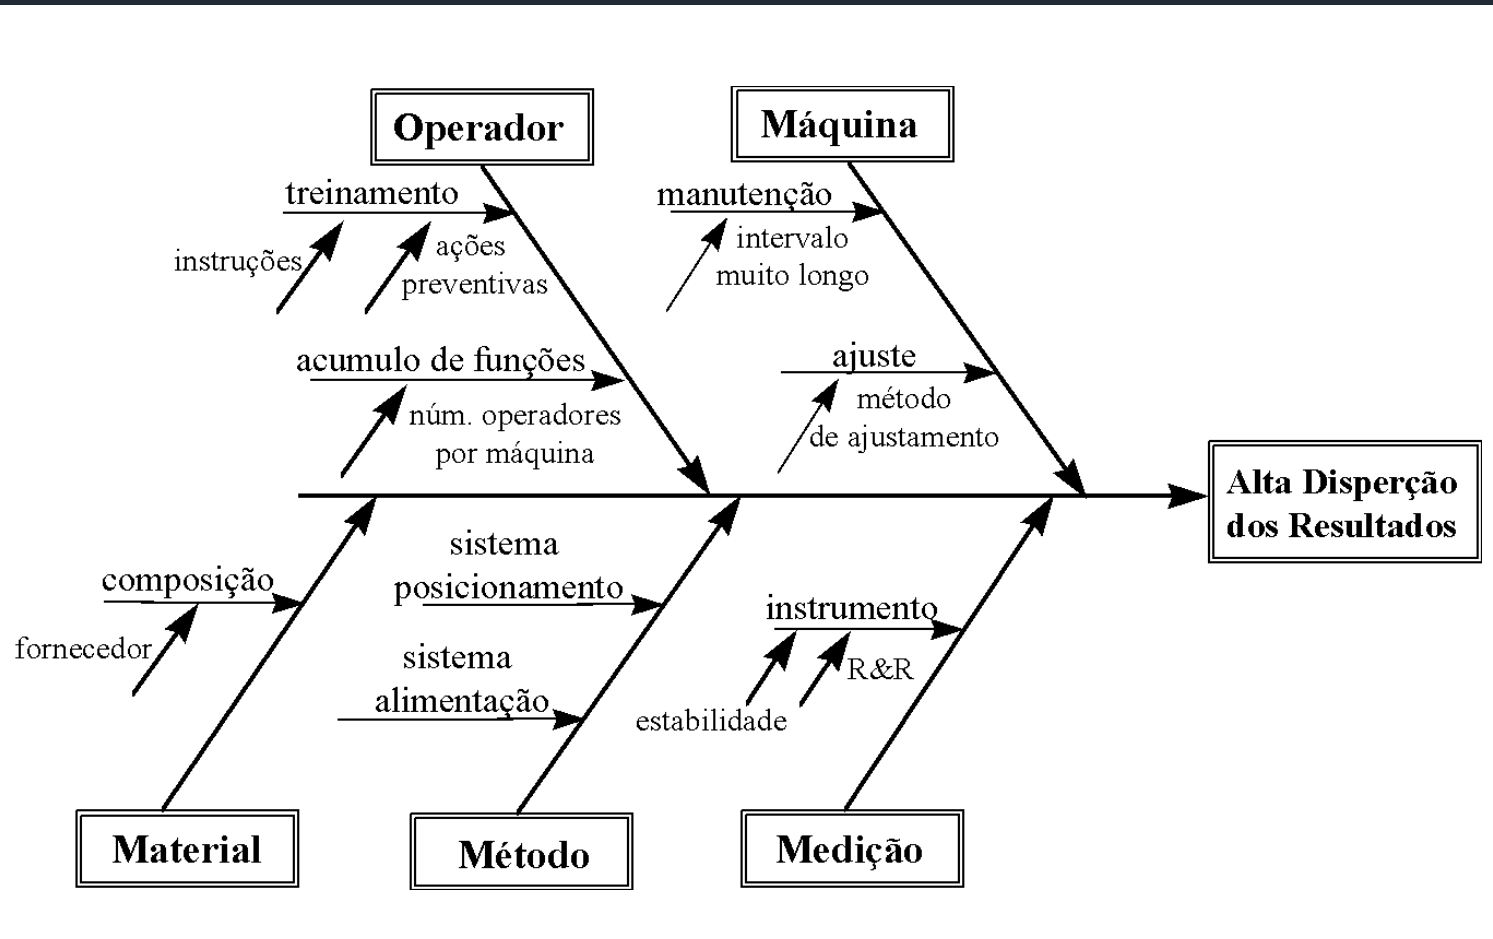 Operador
Máquina
treinamento
manutenção
instruções
ações
preventivas
intervalo
muito longo
acumulo de funções
ajuste
núm. operadores
por máquina
método
de ajustamento
Alta Disperção
dos Resultados
sistema
posicionamento
composição
fornecedor
instrumento
sistema
alimentação
R&R
estabilidade
Material
Método
Medição